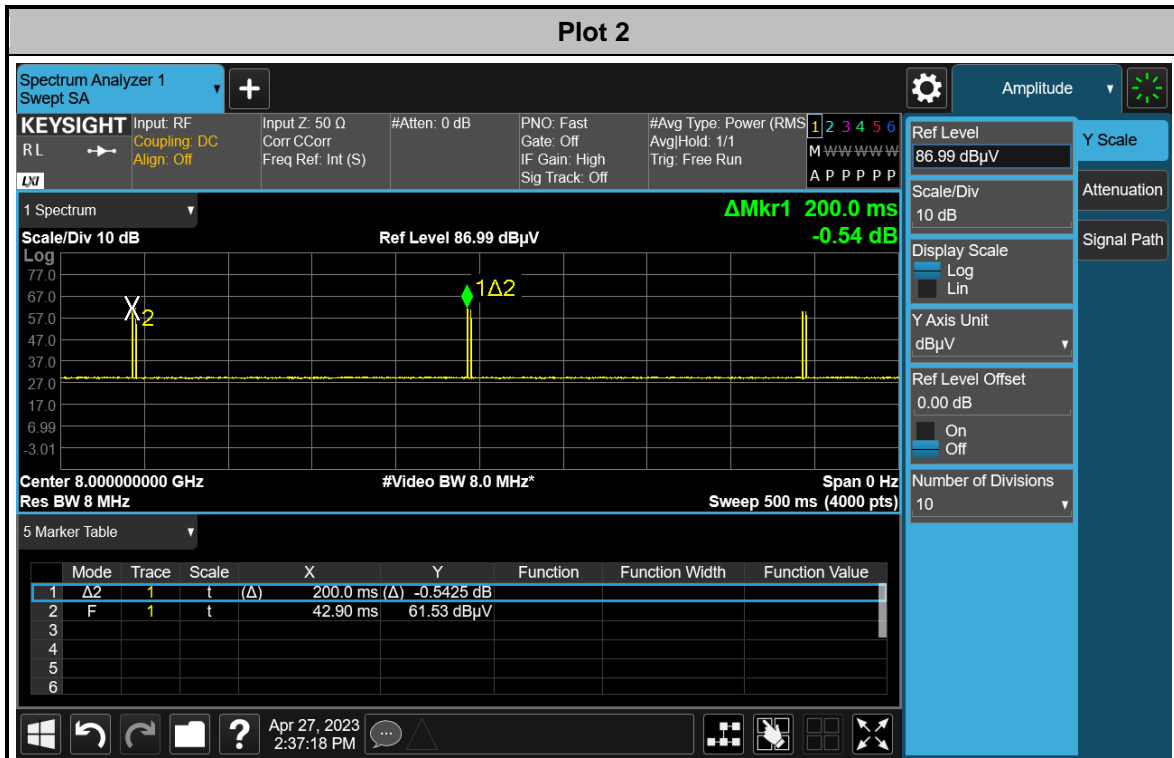 Plot 2
Spectrum Analyzer 1
Swept SA
+
Amplitude
KEYSIGHT
RL
LXI
Input: RF
Coupling: DC
Align: Off
Input Z: 50 Ω
Corr CCorr
Freq Ref: Int (S)
#Atten: 0 dB
PNO: Fast
Gate: Off
IF Gain: High
Sig Track: Off
#Avg Type: Power (RMS
Avg|Hold: 1/1
Trig: Free Run
1 2 3 4 5 6
M W W W W W
A P P P P P
1 Spectrum
ΔMkr1 200.0 ms
-0.54 dB
Scale/Div 10 dB
Ref Level 86.99 dBµV
Log
77.0
67.0
57.0
47.0
37.0
27.0
17.0
6.99
-3.01
2
1Δ2
Center 8.000000000 GHz
#Video BW 8.0 MHz*
Span 0 Hz
Res BW 8 MHz
Sweep 500 ms (4000 pts)
5 Marker Table
Mode Trace Scale X Y Function Function Width Function Value
1 Δ2 1 t (Δ) 200.0 ms (Δ) -0.5425 dB
2 F 1 t 42.90 ms 61.53 dBµV
3
4
5
6
?
Apr 27, 2023
2:37:18 PM
Ref Level
86.99 dBµV
Scale/Div
10 dB
Display Scale
Log
Lin
Y Axis Unit
dBµV
Ref Level Offset
0.00 dB
On
Off
Number of Divisions
10
Y Scale
Attenuation
Signal Path